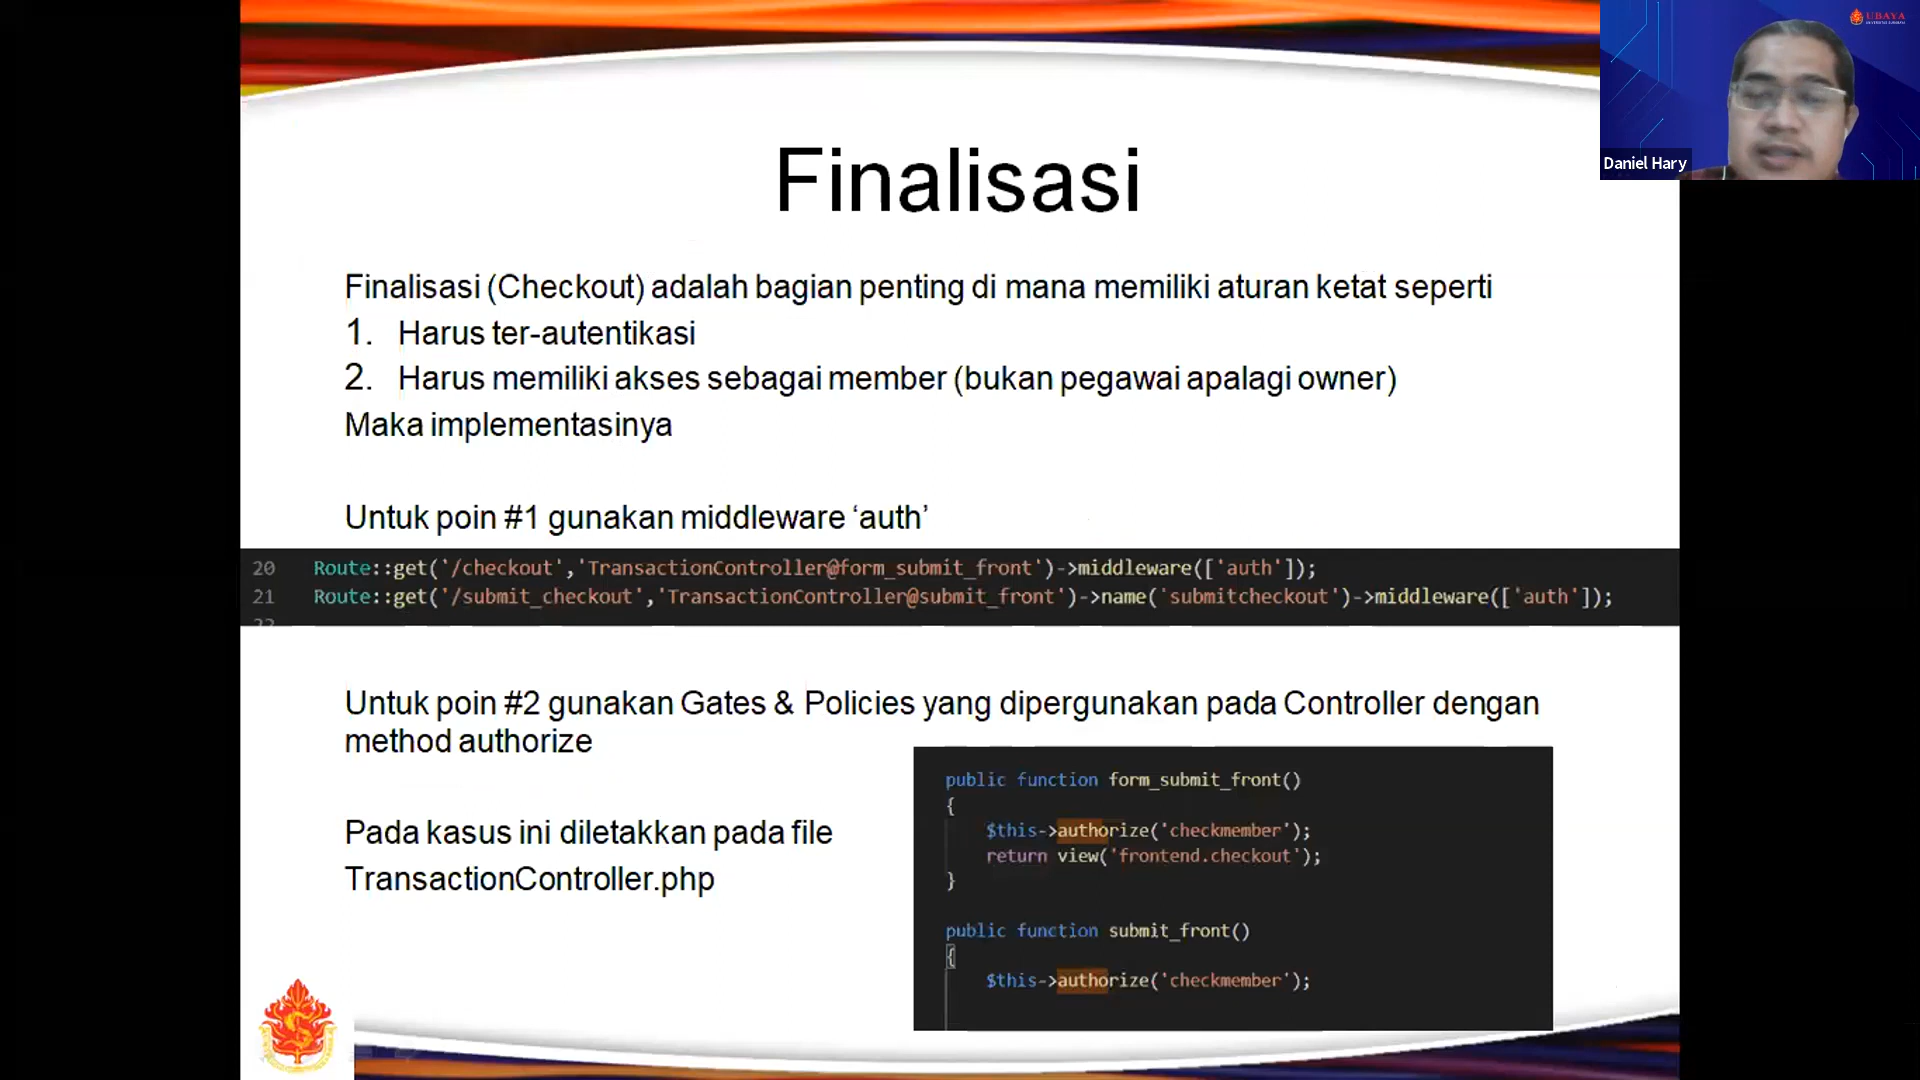 UBAYA
Daniel Hary
Finalisasi
Finalisasi (Checkout) adalah bagian penting di mana memiliki aturan ketat seperti
1. Harus ter-autentikasi
2. Harus memiliki akses sebagai member (bukan pegawai apalagi owner)
Maka implementasinya
Untuk poin #1 gunakan middleware ‘auth’
20 Route::get('/checkout','TransactionController@form_submit_front')->middleware(['auth']);
21 Route::get('/submit_checkout','TransactionController@submit_front')->name('submitcheckout')->middleware(['auth']);
22
Untuk poin #2 gunakan Gates & Policies yang dipergunakan pada Controller dengan
method authorize
Pada kasus ini diletakkan pada file
TransactionController.php
public function form_submit_front()
{
$this->authorize('checkmember');
return view('frontend.checkout');
}
public function submit_front()
{
$this->authorize('checkmember');